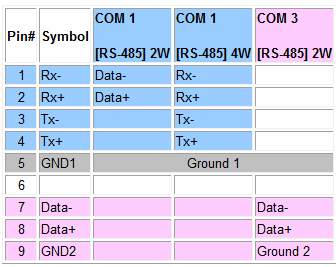 Pin# Symbol COM 1 [RS-485] 2W COM 1 [RS-485] 4W COM 3 [RS-485] 2W
1 Rx- Data- Rx-
2 Rx+ Data+ Rx+
3 Tx- Tx-
4 Tx+ Tx+
5 GND1 Ground 1
6
7 Data- Data-
8 Data+ Data+
9 GND2 Ground 2